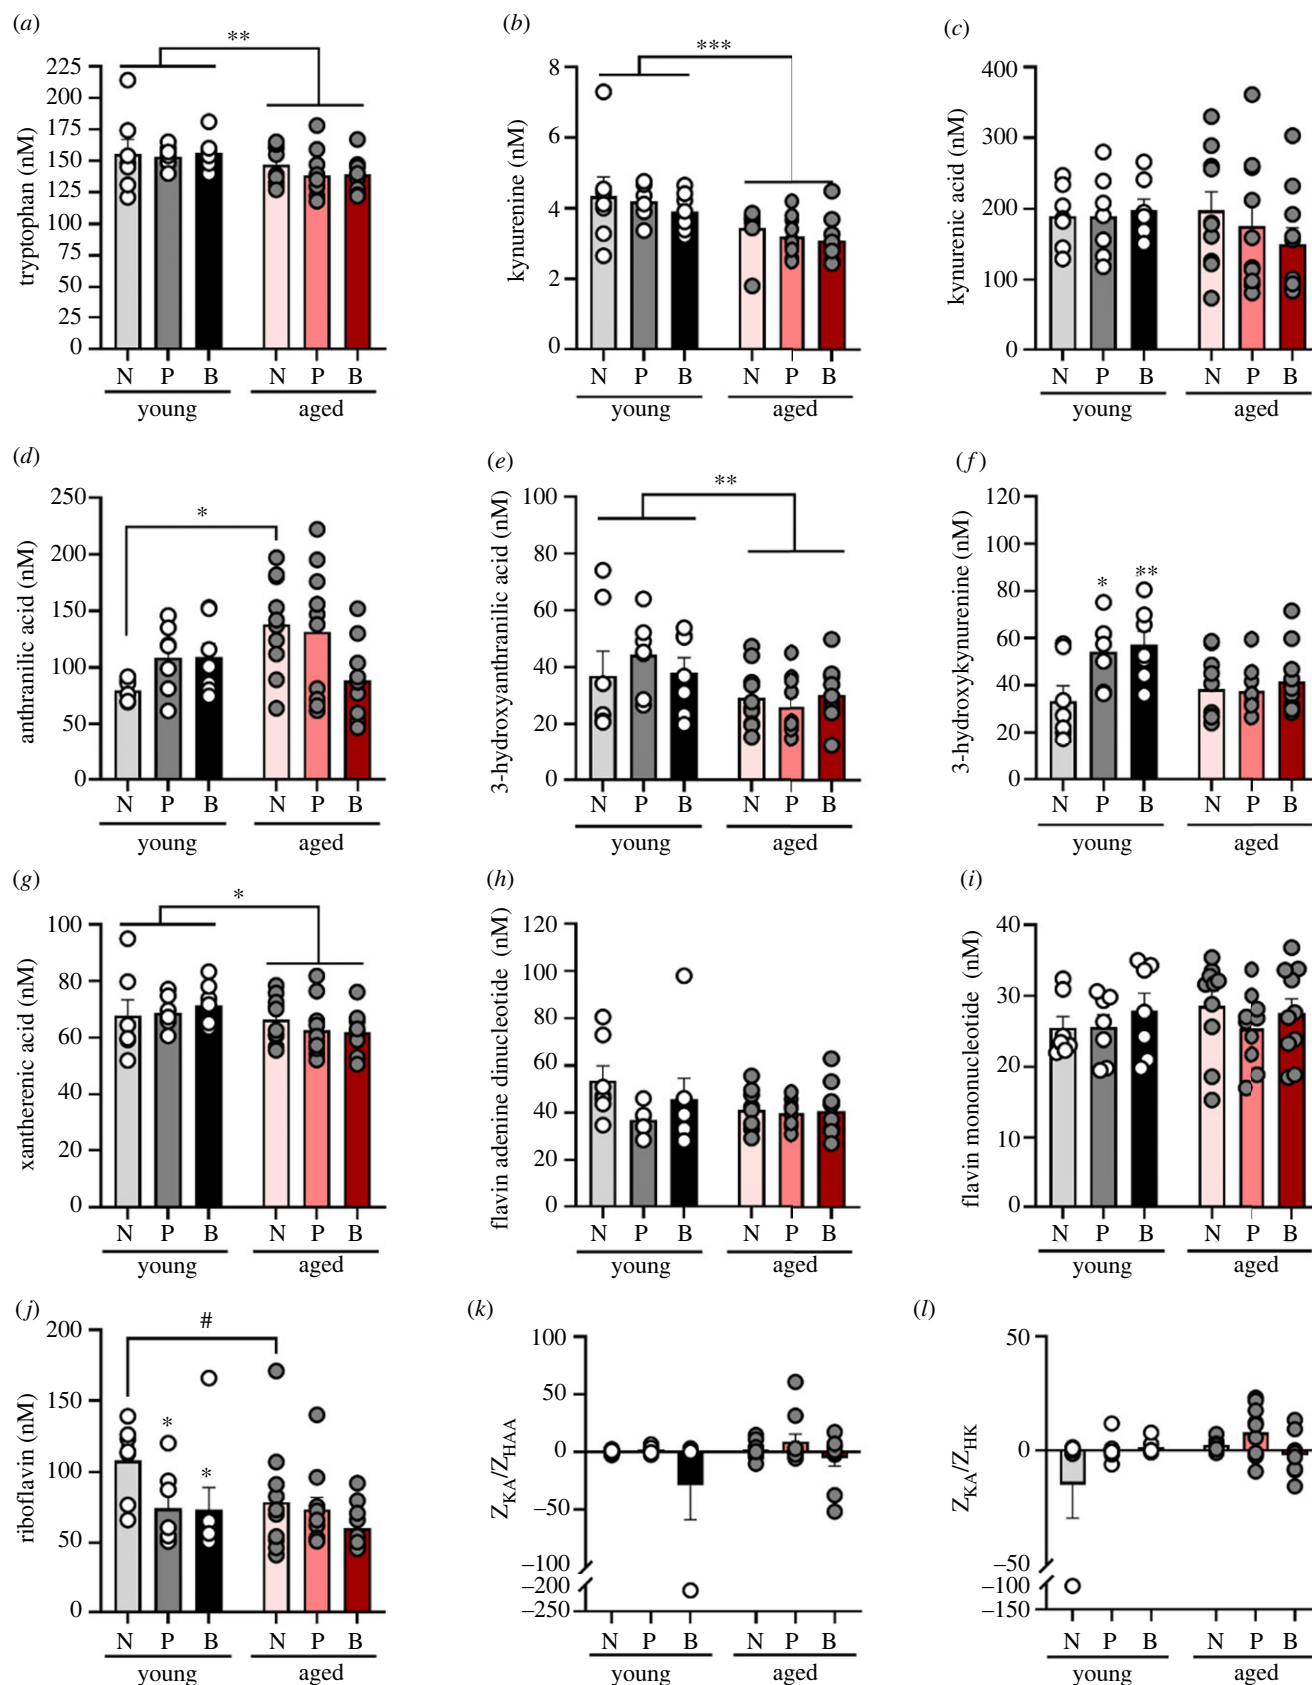 (a)
**
tryptophan (nM)
225
200
175
150
125
100
75
50
25
0
N P B N P B
young aged
(b)
***
kynurenine (nM)
8
6
4
2
0
N P B N P B
young aged
(c)
kynurenic acid (nM)
400
300
200
100
0
N P B N P B
young aged
(d)
*
anthranilic acid (nM)
250
200
150
100
50
0
N P B N P B
young aged
(e)
**
3-hydroxyanthranilic acid (nM)
100
80
60
40
20
0
N P B N P B
young aged
(f)
* **
3-hydroxykynurenine (nM)
120
100
80
60
40
20
0
N P B N P B
young aged
(g)
*
xantherenic acid (nM)
100
80
60
40
20
0
N P B N P B
young aged
(h)
flavin adenine dinucleotide (nM)
120
100
80
60
40
20
0
N P B N P B
young aged
(i)
flavin mononucleotide (nM)
40
30
20
10
0
N P B N P B
young aged
(j)
#
* *
riboflavin (nM)
200
150
100
50
0
N P B N P B
young aged
(k)
Z_KA/Z_HAA
100
50
0
−50
−100
−200
−250
N P B N P B
young aged
(l)
Z_KA/Z_HK
50
0
−50
−100
−150
N P B N P B
young aged